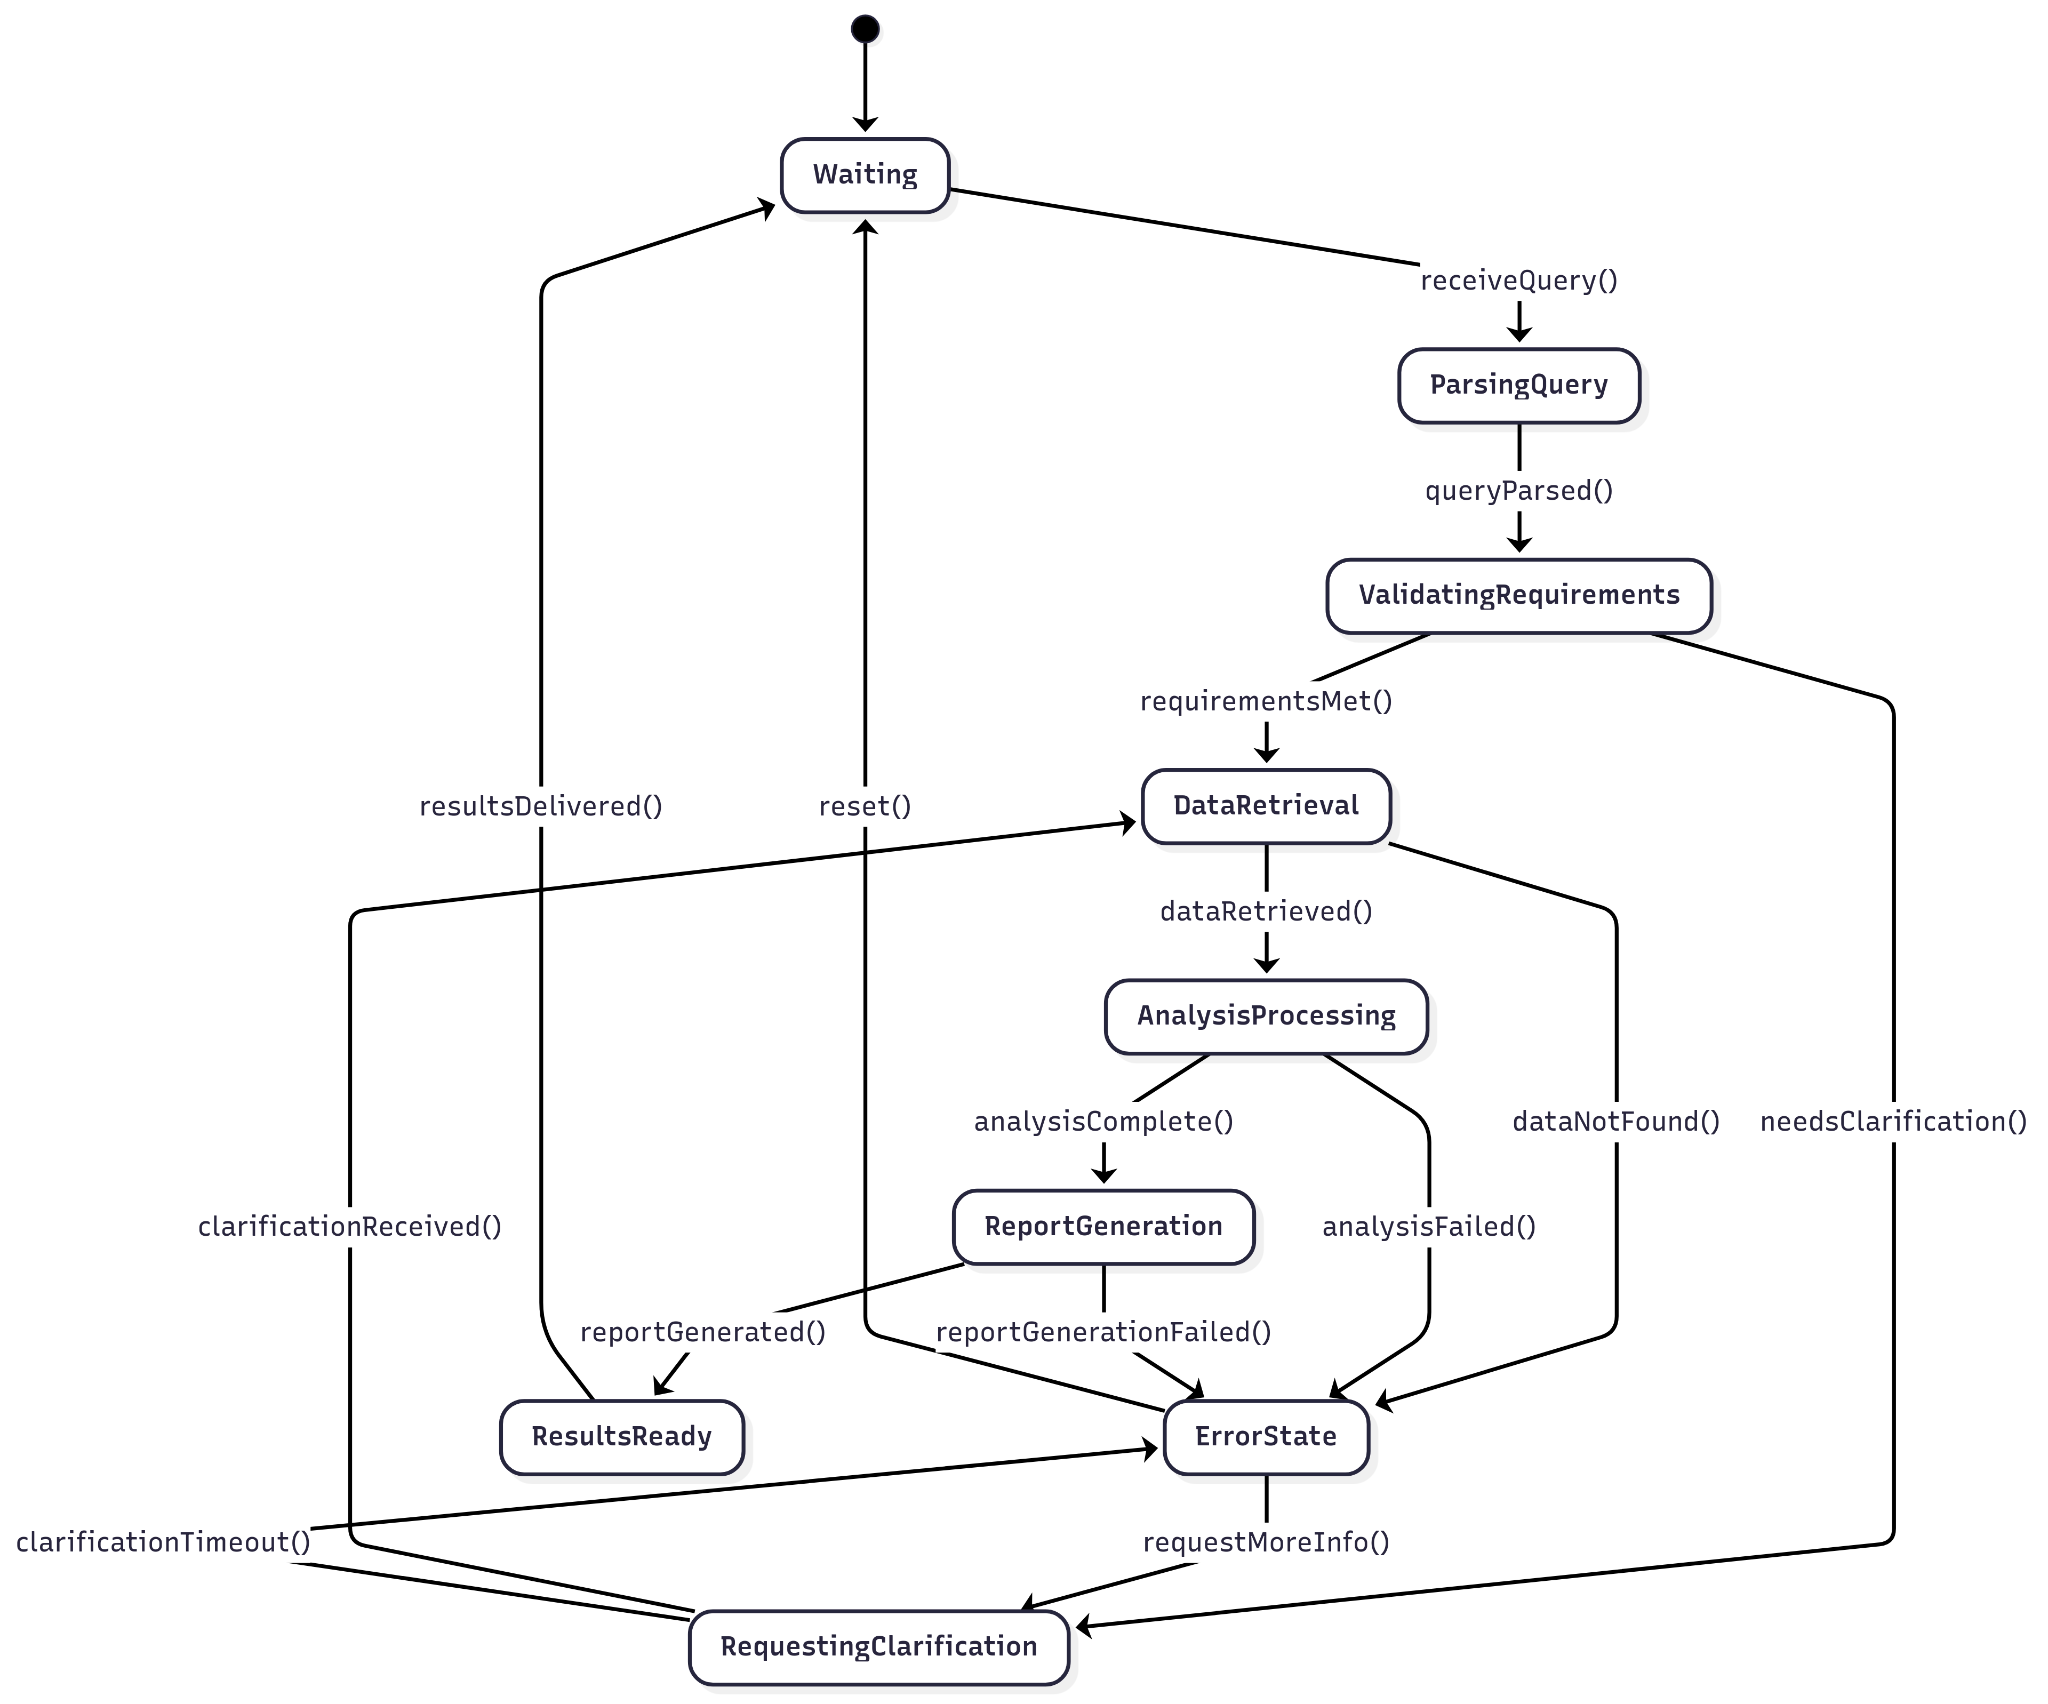 Waiting
receiveQuery()
ParsingQuery
queryParsed()
ValidatingRequirements
requirementsMet()
resultsDelivered()
reset()
DataRetrieval
dataRetrieved()
AnalysisProcessing
analysisComplete()
dataNotFound()
needsClarification()
clarificationReceived()
ReportGeneration
analysisFailed()
reportGenerated()
reportGenerationFailed()
ResultsReady
ErrorState
clarificationTimeout()
requestMoreInfo()
RequestingClarification